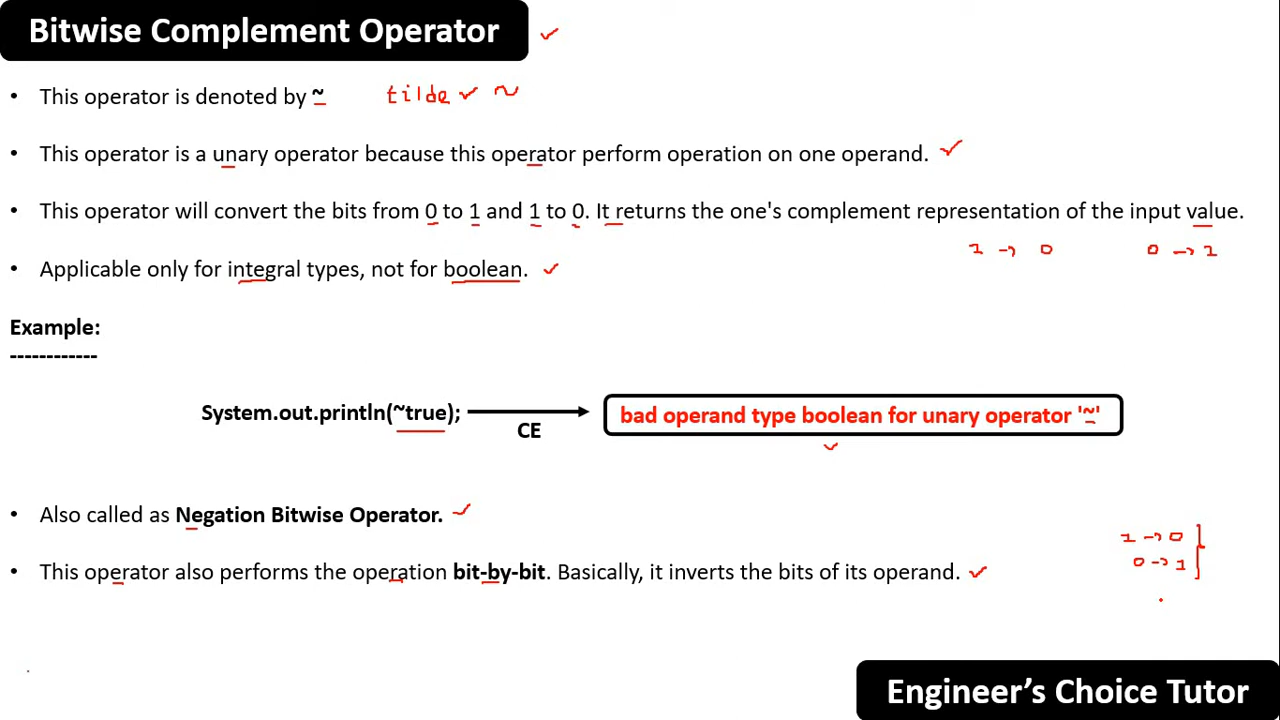 Bitwise Complement Operator
• This operator is denoted by ~ tilde ~
• This operator is a unary operator because this operator perform operation on one operand.
• This operator will convert the bits from 0 to 1 and 1 to 0. It returns the one's complement representation of the input value.
1 → 0 0 → 1
• Applicable only for integral types, not for boolean.
Example:
------------
System.out.println(~true);
CE
bad operand type boolean for unary operator '~'
• Also called as Negation Bitwise Operator.
1 → 0
0 → 1
• This operator also performs the operation bit-by-bit. Basically, it inverts the bits of its operand.
Engineer’s Choice Tutor